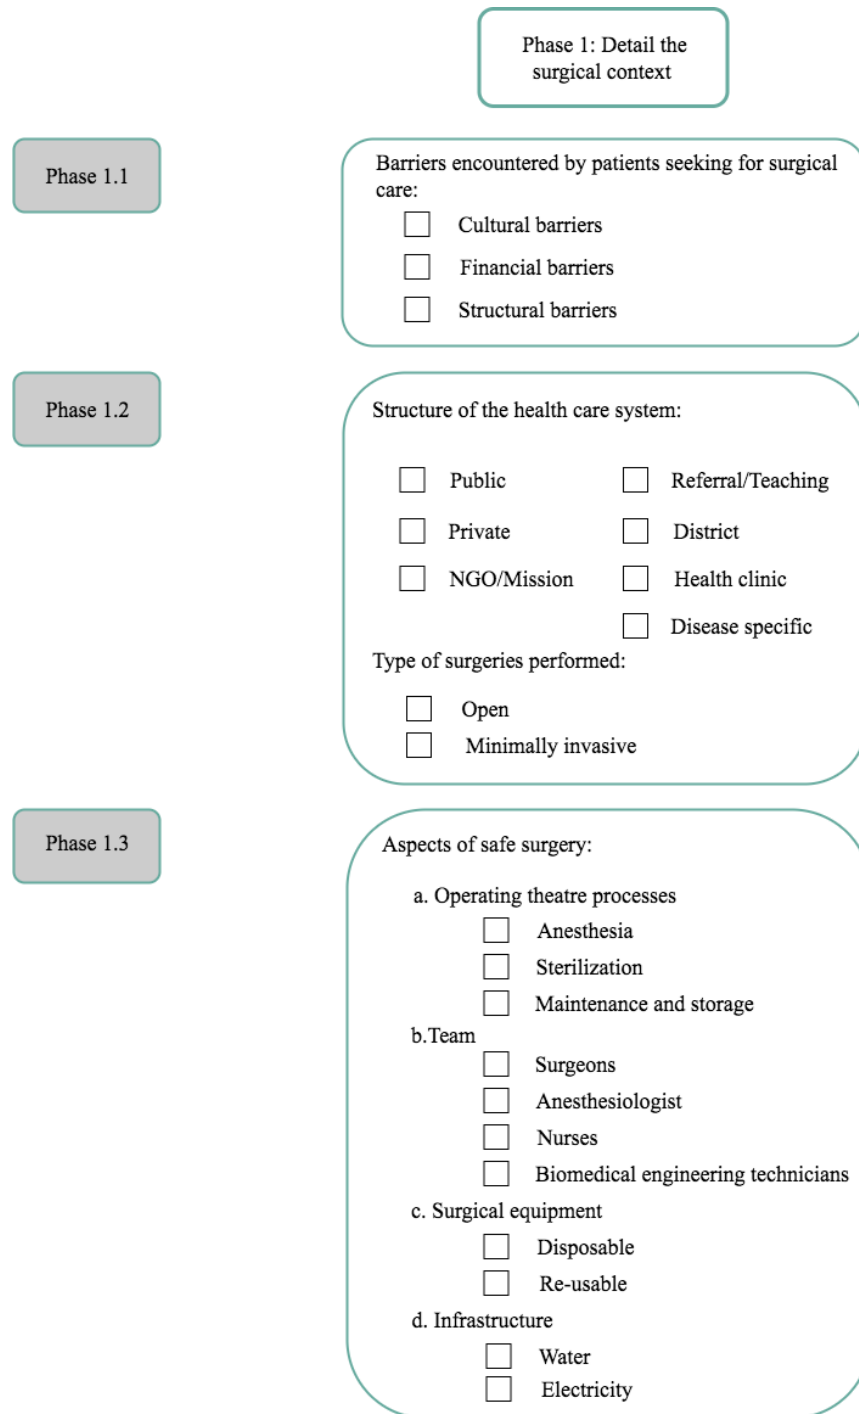 Phase 1: Detail the
surgical context
Phase 1.1
Barriers encountered by patients seeking for surgical
care:
Cultural barriers
Financial barriers
Structural barriers
Phase 1.2
Structure of the health care system:
Public
Referral/Teaching
Private
District
NGO/Mission
Health clinic
Disease specific
Type of surgeries performed:
Open
Minimally invasive
Phase 1.3
Aspects of safe surgery:
a. Operating theatre processes
Anesthesia
Sterilization
Maintenance and storage
b.Team
Surgeons
Anesthesiologist
Nurses
Biomedical engineering technicians
c. Surgical equipment
Disposable
Re-usable
d. Infrastructure
Water
Electricity